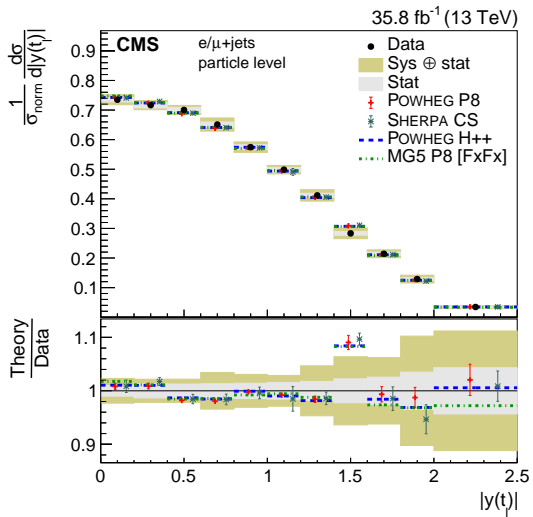 35.8 fb⁻¹ (13 TeV)
CMS
e/μ+jets
particle level
Data
Sys ⊕ stat
Stat
POWHEG P8
SHERPA CS
POWHEG H++
MG5 P8 [FxFx]
1/σnorm dσ/d|y(tl)|
0.9
0.8
0.7
0.6
0.5
0.4
0.3
0.2
0.1
Theory/Data
1.1
1
0.9
0 0.5 1 1.5 2 2.5
|y(tl)|